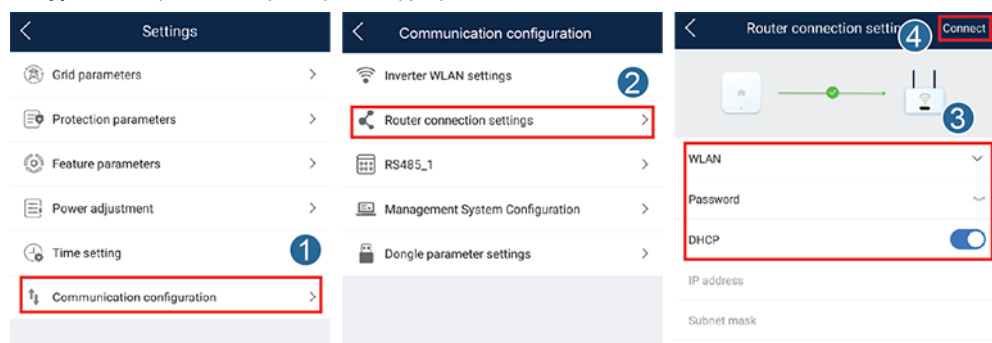 Settings
Grid parameters
Protection parameters
Feature parameters
Power adjustment
Time setting
1
Communication configuration
Communication configuration
Inverter WLAN settings
2
Router connection settings
RS485_1
Management System Configuration
Dongle parameter settings
Router connection settin
4
Connect
3
WLAN
Password
DHCP
IP address
Subnet mask